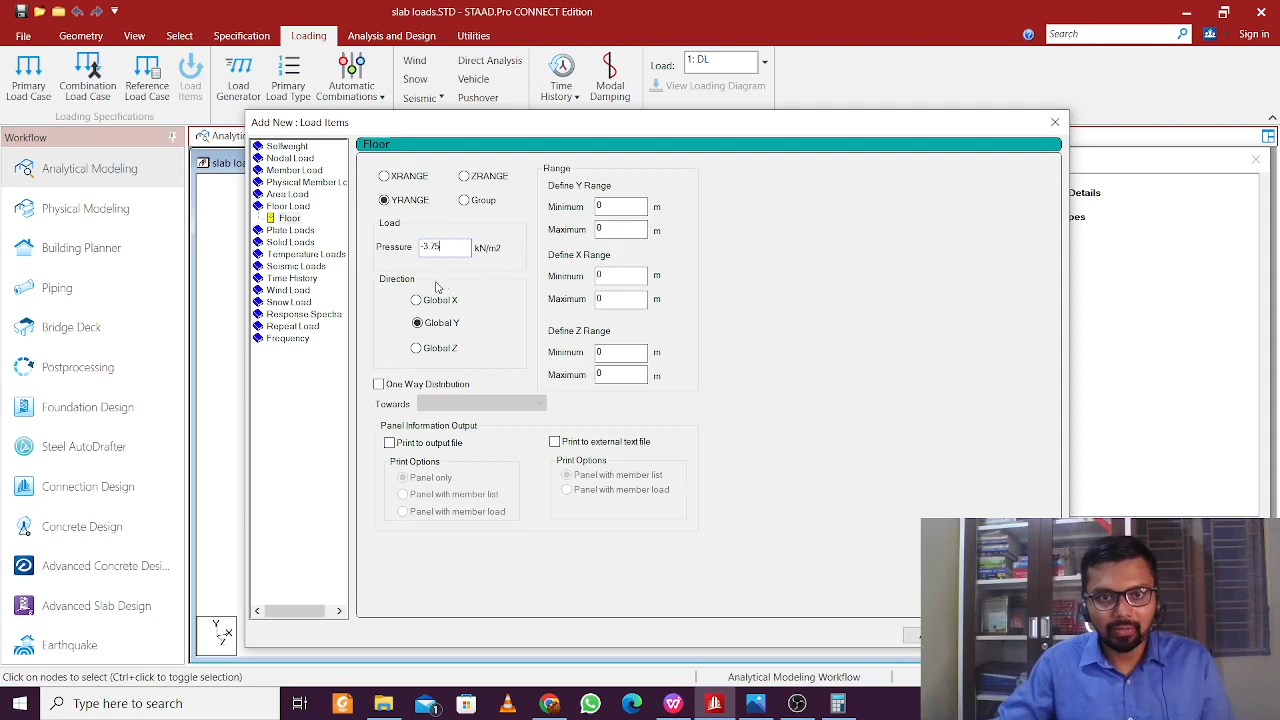 slab loads.STD - STAAD.Pro CONNECT Edition
File Geometry View Select Specification Loading Analysis and Design Utilities
Search Sign in
Primary Load Case
Combination Load Case
Reference Load Case
Load Items
Load Generator
Primary Load Type
Automatic Combinations
Wind
Snow
Seismic
Direct Analysis
Vehicle
Pushover
Time History
Modal Damping
Load: 1: DL
View Loading Diagram
Loading Specifications
Workflow
Analytical Modeling
Physical Modeling
Building Planner
Piping
Bridge Deck
Postprocessing
Foundation Design
Steel AutoDrafter
Connection Design
Concrete Design
Advanced Concrete Desi...
Advanced Slab Design
Earthquake
slab loa
Add New : Load Items
Selfweight
Nodal Load
Member Load
Physical Member Lo
Area Load
Floor Load
Floor
Plate Loads
Solid Loads
Temperature Loads
Seismic Loads
Time History
Wind Load
Snow Load
Response Spectra
Repeat Load
Frequency
Floor
XRANGE ZRANGE
YRANGE Group
Load
Pressure -3.75 kN/m2
Direction
Global X
Global Y
Global Z
One Way Distribution
Towards
Range
Define Y Range
Minimum 0 m
Maximum 0 m
Define X Range
Minimum 0 m
Maximum 0 m
Define Z Range
Minimum 0 m
Maximum 0 m
Panel Information Output
Print to output file
Print Options
Panel only
Panel with member list
Panel with member load
Print to external text file
Print Options
Panel with member list
Panel with member load
Details
pes
Y
X
Z
Click on nodes to select (Ctrl+click to toggle selection)
Analytical Modeling Workflow
Type here to search